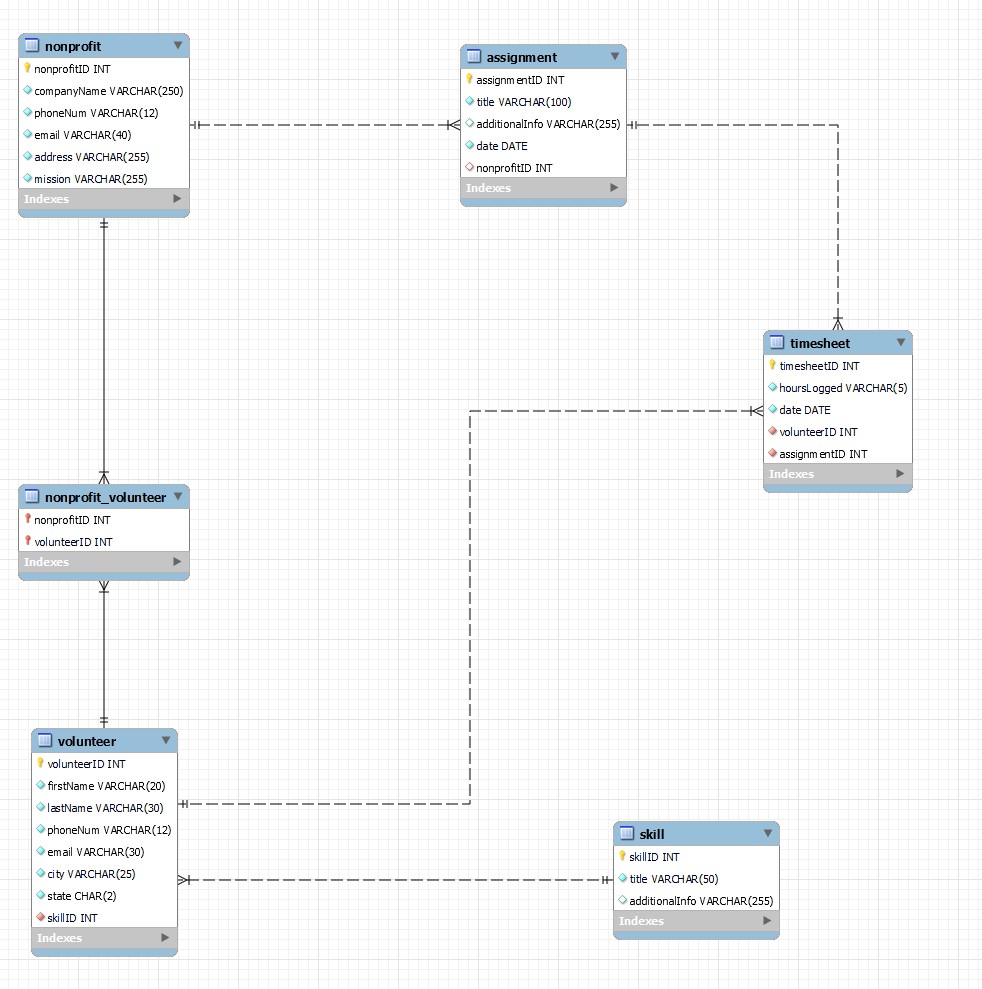 nonprofit
nonprofitID INT
companyName VARCHAR(250)
phoneNum VARCHAR(12)
email VARCHAR(40)
address VARCHAR(255)
mission VARCHAR(255)
Indexes
assignment
assignmentID INT
title VARCHAR(100)
additionalInfo VARCHAR(255)
date DATE
nonprofitID INT
Indexes
timesheet
timesheetID INT
hoursLogged VARCHAR(5)
date DATE
volunteerID INT
assignmentID INT
Indexes
nonprofit_volunteer
nonprofitID INT
volunteerID INT
Indexes
volunteer
volunteerID INT
firstName VARCHAR(20)
lastName VARCHAR(30)
phoneNum VARCHAR(12)
email VARCHAR(30)
city VARCHAR(25)
state CHAR(2)
skillID INT
Indexes
skill
skillID INT
title VARCHAR(50)
additionalInfo VARCHAR(255)
Indexes